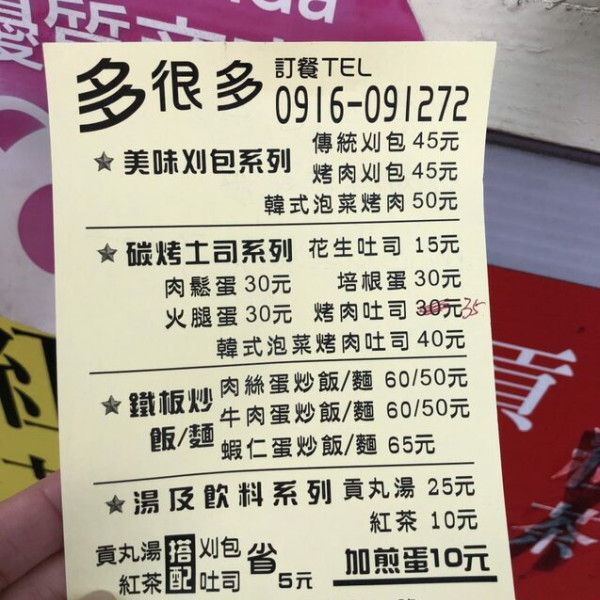 優質
nda
多很多
訂餐TEL
0916-091272
★美味刈包系列
傳統刈包 45元
烤肉刈包 45元
韓式泡菜烤肉 50元
★碳烤土司系列 花生吐司 15元
肉鬆蛋 30元 培根蛋 30元
火腿蛋 30元 烤肉吐司 30元 35
韓式泡菜烤肉吐司 40元
★鐵板炒飯/麵
肉絲蛋炒飯/麵 60/50元
牛肉蛋炒飯/麵 60/50元
蝦仁蛋炒飯/麵 65元
★湯及飲料系列 貢丸湯 25元
紅茶 10元
貢丸湯 搭配 刈包 省
紅茶 吐司 5元
加煎蛋10元
紅
貢
茶